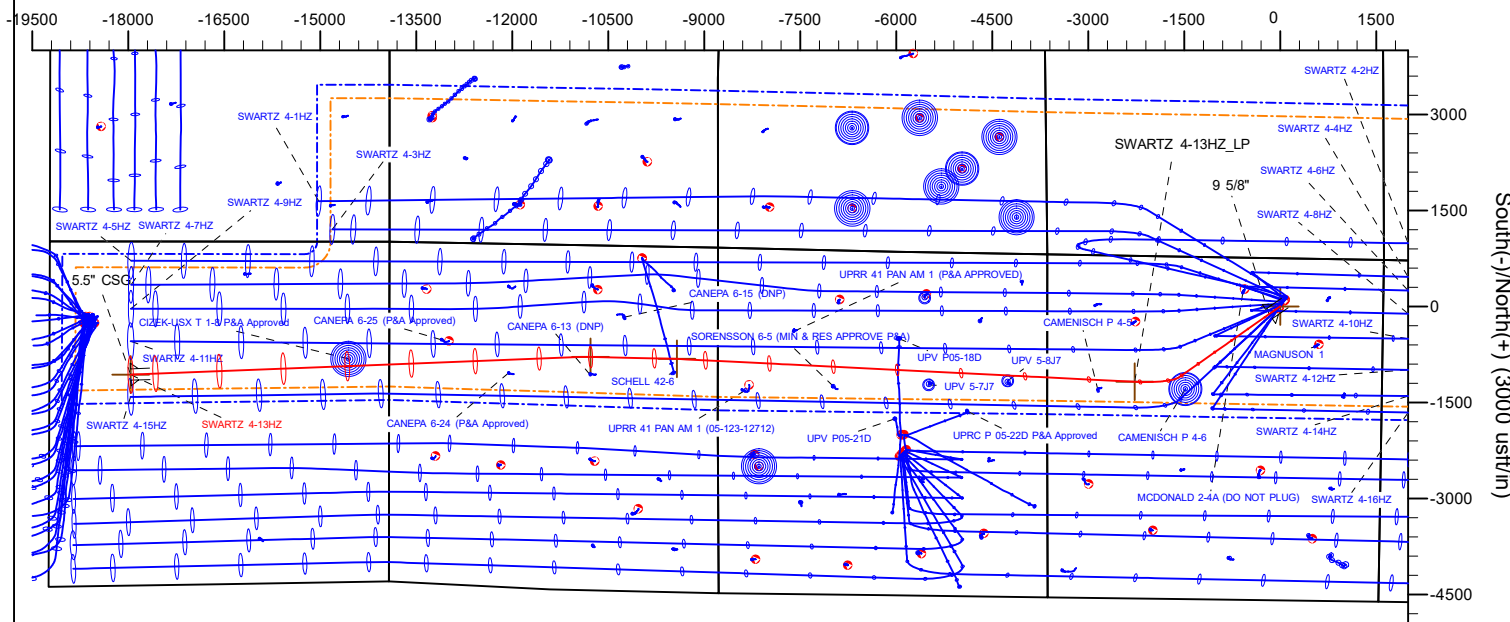 -19500 -18000 -16500 -15000 -13500 -12000 -10500 -9000 -7500 -6000 -4500 -3000 -1500 0 1500
SWARTZ 4-2HZ
SWARTZ 4-1HZ
3000
SWARTZ 4-4HZ
SWARTZ 4-13HZ_LP
SWARTZ 4-3HZ
SWARTZ 4-6HZ
9 5/8"
SWARTZ 4-9HZ
1500
SWARTZ 4-8HZ
SWARTZ 4-5HZ SWARTZ 4-7HZ
South(-)/North(+) (3000 usft/in)
5.5" CSG
UPRR 41 PAN AM 1 (P&A APPROVED)
CANEPA 6-15 (DNP)
0
CIZEK-USX T 1-8 P&A Approved
CANEPA 6-25 (P&A Approved)
CANEPA 6-13 (DNP)
CAMENISCH P 4-5
SWARTZ 4-10HZ
SORENSSON 6-5 (MIN & RES APPROVE P&A)
SWARTZ 4-11HZ
UPV P05-18D
UPV 5-8J7
MAGNUSON 1
SCHELL 42-6
UPV 5-7J7
SWARTZ 4-12HZ
-1500
SWARTZ 4-15HZ
SWARTZ 4-13HZ
CANEPA 6-24 (P&A Approved)
UPRR 41 PAN AM 1 (05-123-12712)
UPV P05-21D
UPRC P 05-22D P&A Approved
CAMENISCH P 4-6
SWARTZ 4-14HZ
-3000
MCDONALD 2-4A (DO NOT PLUG)
SWARTZ 4-16HZ
-4500